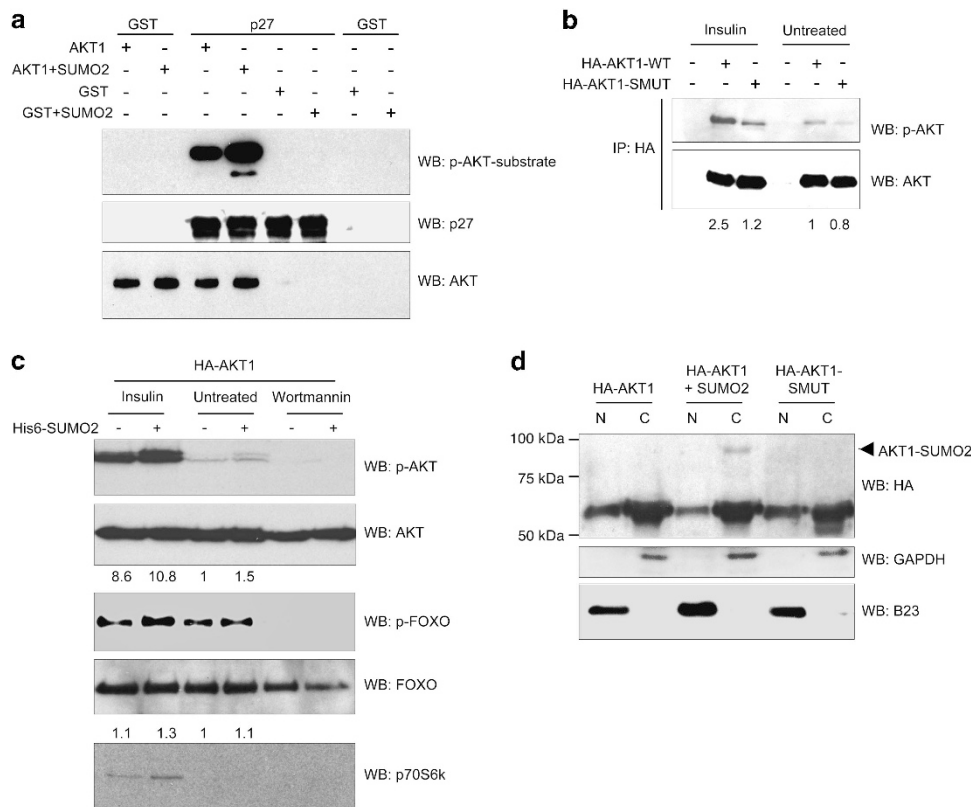 a
GST p27 GST
AKT1 + - + - - - - -
AKT1+SUMO2 - + - + - - - -
GST - - - - + - + -
GST+SUMO2 - - - - - + - +
WB: p-AKT-substrate
WB: p27
WB: AKT
b
Insulin Untreated
HA-AKT1-WT - + - - + -
HA-AKT1-SMUT - - + - - +
IP: HA
WB: p-AKT
WB: AKT
2.5 1.2 1 0.8
c
HA-AKT1
Insulin Untreated Wortmannin
His6-SUMO2 - + - + - +
WB: p-AKT
WB: AKT
8.6 10.8 1 1.5
WB: p-FOXO
WB: FOXO
1.1 1.3 1 1.1
WB: p70S6k
d
HA-AKT1
HA-AKT1
+ SUMO2
HA-AKT1-
SMUT
N C N C N C
100 kDa
75 kDa
50 kDa
AKT1-SUMO2
WB: HA
WB: GAPDH
WB: B23